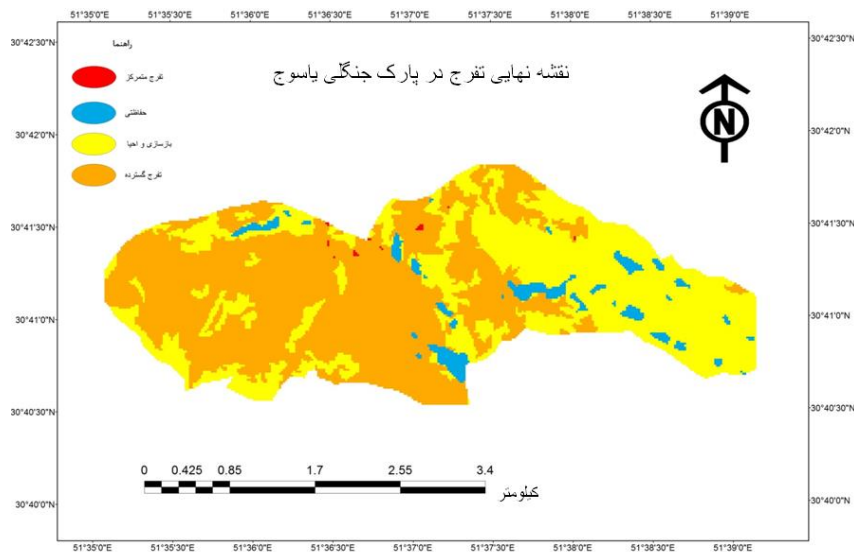 51°35'0"E 51°35'30"E 51°36'0"E 51°36'30"E 51°37'0"E 51°37'30"E 51°38'0"E 51°38'30"E 51°39'0"E
30°42'30"N 30°42'30"N
راهنما
نقشه نهایی تفرج در پارک جنگلی یاسوج
تفرج متمرکز
حفاظتی
بازسازی و احیا
تفرج گسترده
N
30°42'0"N 30°42'0"N
30°41'30"N 30°41'30"N
30°41'0"N 30°41'0"N
30°40'30"N 30°40'30"N
0 0.425 0.85 1.7 2.55 3.4
کیلومتر
30°40'0"N 30°40'0"N
51°35'0"E 51°35'30"E 51°36'0"E 51°36'30"E 51°37'0"E 51°37'30"E 51°38'0"E 51°38'30"E 51°39'0"E